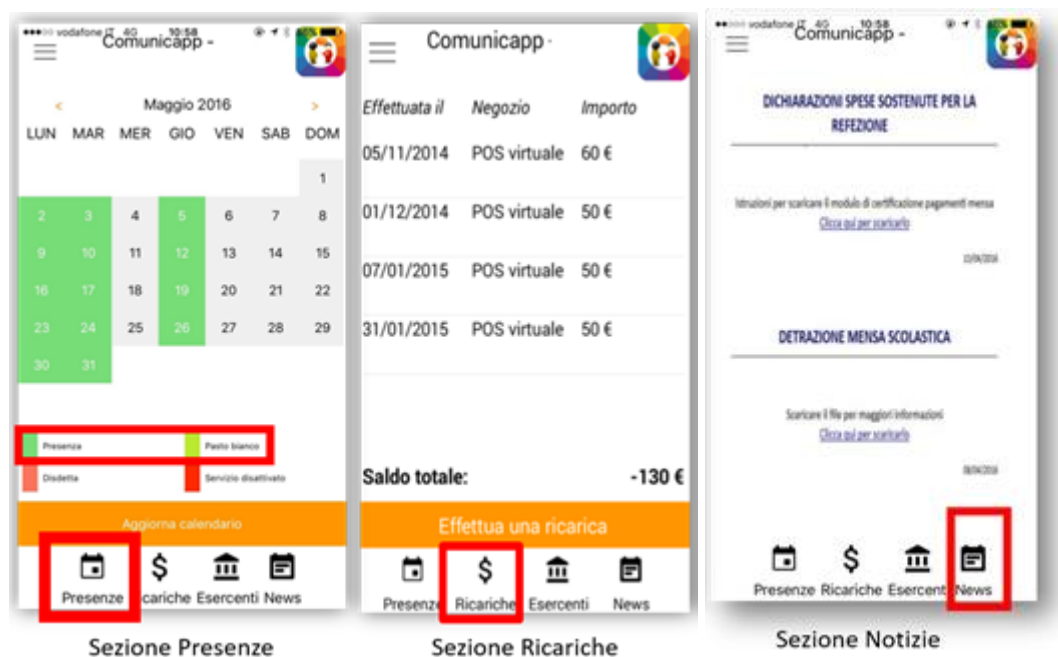 vodafone IT 4G 10:58
Comunicapp -
< Maggio 2016 >
LUN MAR MER GIO VEN SAB DOM
1
2 3 4 5 6 7 8
9 10 11 12 13 14 15
16 17 18 19 20 21 22
23 24 25 26 27 28 29
30 31
Presenza Pasto bianco
Disdetta Servizio disattivato
Aggiorna calendario
$
Presenze Ricariche Esercenti News
Sezione Presenze
Comunicapp -
Effettuata il Negozio Importo
05/11/2014 POS virtuale 60 €
01/12/2014 POS virtuale 50 €
07/01/2015 POS virtuale 50 €
31/01/2015 POS virtuale 50 €
Saldo totale: -130 €
Effettua una ricarica
$
Presenze Ricariche Esercenti News
Sezione Ricariche
vodafone IT 4G 10:58
Comunicapp -
DICHIARAZIONI SPESE SOSTENUTE PER LA
REFEZIONE
Istruzioni per scaricare il modulo di certificazione pagamenti mensa
Clicca qui per scaricarlo
DETRAZIONE MENSA SCOLASTICA
Scaricare il file per maggiori informazioni
Clicca qui per scaricarlo
$
Presenze Ricariche Esercenti News
Sezione Notizie